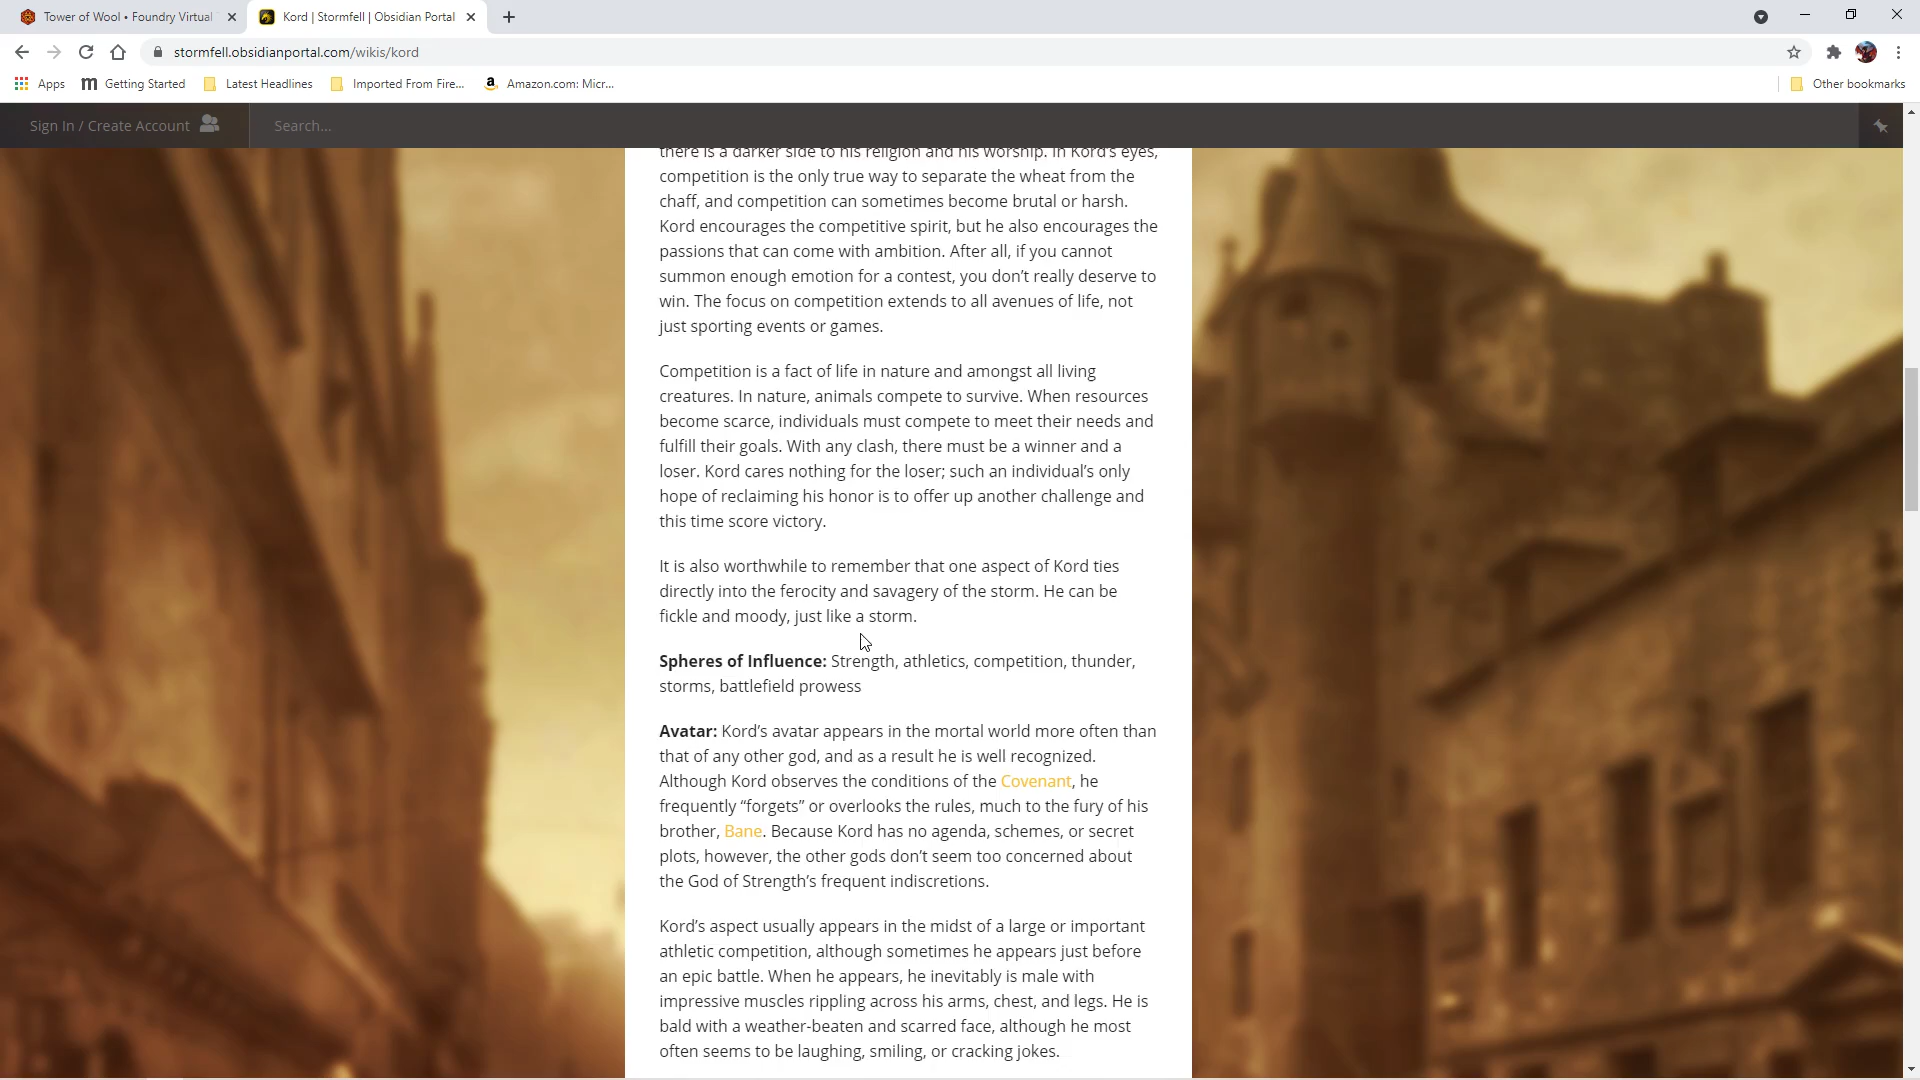 Tower of Wool • Foundry Virtual
Kord | Stormfell | Obsidian Portal
stormfell.obsidianportal.com/wikis/kord
Apps
Getting Started
Latest Headlines
Imported From Fire...
Amazon.com: Micr...
Other bookmarks
Sign In / Create Account
Search...
there is a darker side to his religion and his worship. In Kord's eyes,
competition is the only true way to separate the wheat from the
chaff, and competition can sometimes become brutal or harsh.
Kord encourages the competitive spirit, but he also encourages the
passions that can come with ambition. After all, if you cannot
summon enough emotion for a contest, you don't really deserve to
win. The focus on competition extends to all avenues of life, not
just sporting events or games.
Competition is a fact of life in nature and amongst all living
creatures. In nature, animals compete to survive. When resources
become scarce, individuals must compete to meet their needs and
fulfill their goals. With any clash, there must be a winner and a
loser. Kord cares nothing for the loser; such an individual's only
hope of reclaiming his honor is to offer up another challenge and
this time score victory.
It is also worthwhile to remember that one aspect of Kord ties
directly into the ferocity and savagery of the storm. He can be
fickle and moody, just like a storm.
Spheres of Influence: Strength, athletics, competition, thunder,
storms, battlefield prowess
Avatar: Kord's avatar appears in the mortal world more often than
that of any other god, and as a result he is well recognized.
Although Kord observes the conditions of the Covenant, he
frequently “forgets” or overlooks the rules, much to the fury of his
brother, Bane. Because Kord has no agenda, schemes, or secret
plots, however, the other gods don't seem too concerned about
the God of Strength's frequent indiscretions.
Kord's aspect usually appears in the midst of a large or important
athletic competition, although sometimes he appears just before
an epic battle. When he appears, he inevitably is male with
impressive muscles rippling across his arms, chest, and legs. He is
bald with a weather-beaten and scarred face, although he most
often seems to be laughing, smiling, or cracking jokes.